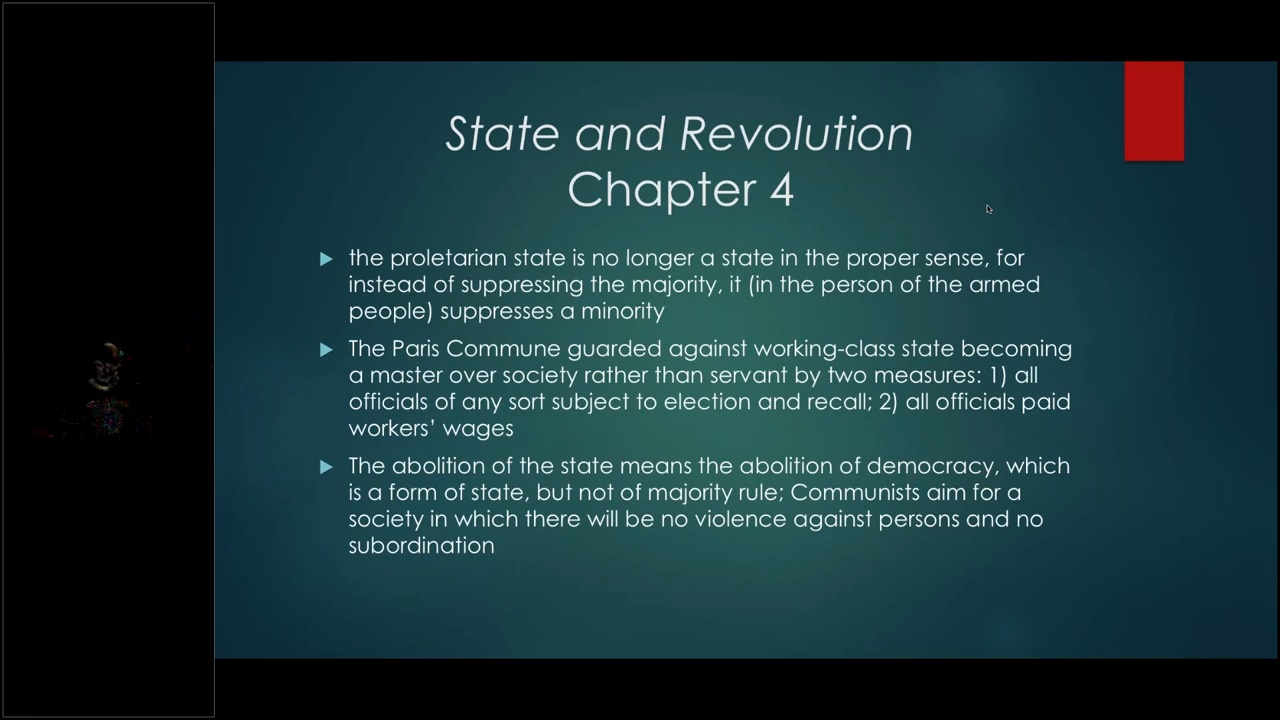 State and Revolution
Chapter 4
the proletarian state is no longer a state in the proper sense, for
instead of suppressing the majority, it (in the person of the armed
people) suppresses a minority
The Paris Commune guarded against working-class state becoming
a master over society rather than servant by two measures: 1) all
officials of any sort subject to election and recall; 2) all officials paid
workers' wages
The abolition of the state means the abolition of democracy, which
is a form of state, but not of majority rule; Communists aim for a
society in which there will be no violence against persons and no
subordination